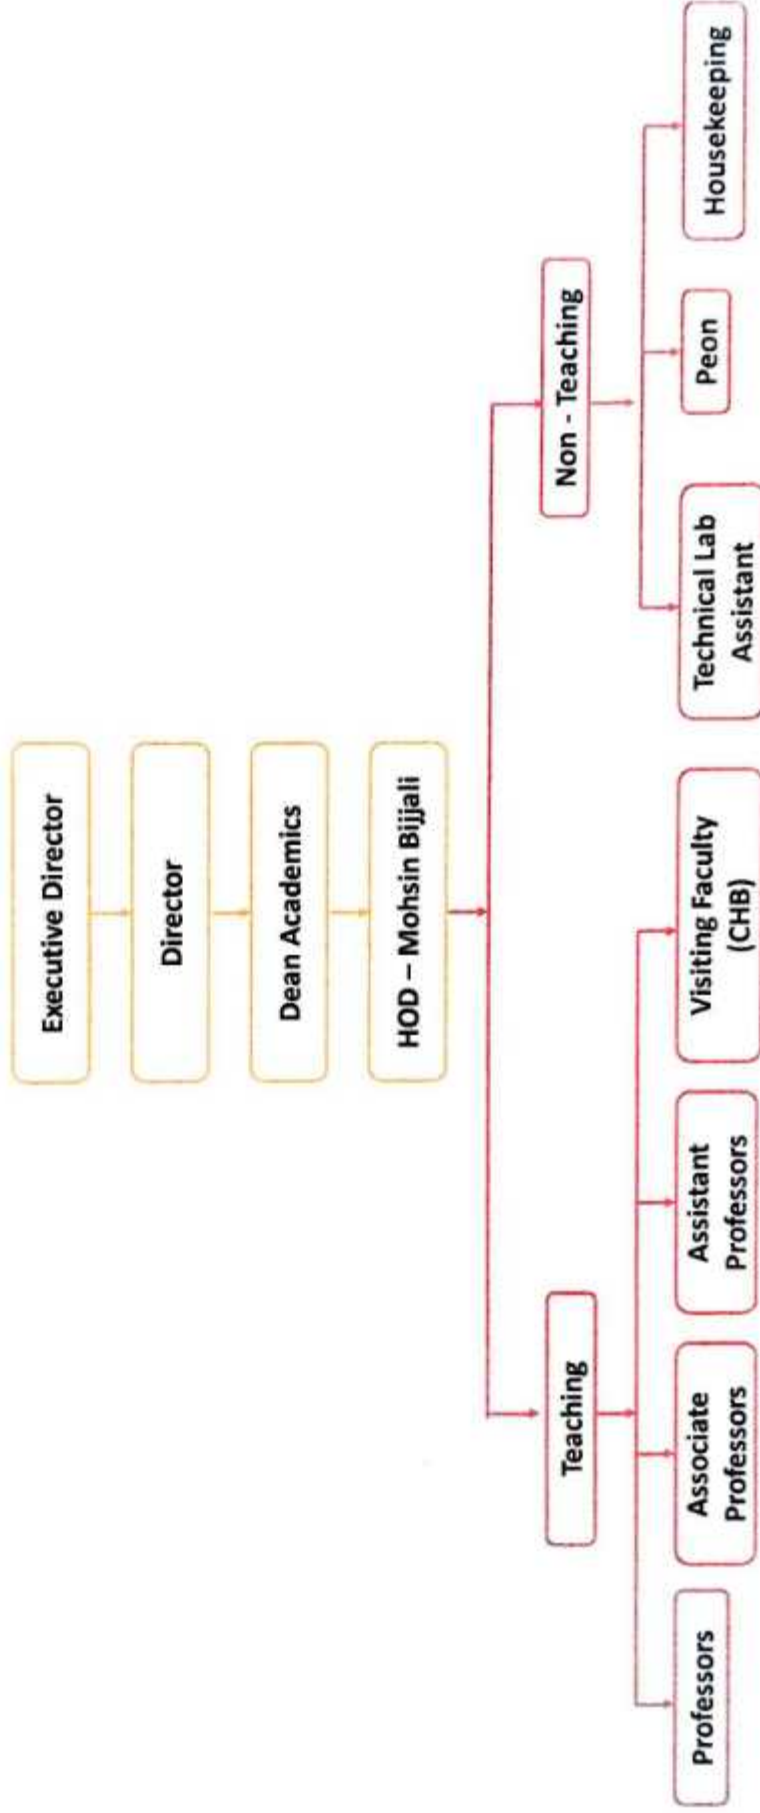 Executive Director
Director
Dean Academics
HOD – Mohsin Bijjali
Teaching
Non - Teaching
Professors
Associate
Professors
Assistant
Professors
Visiting Faculty
(CHB)
Technical Lab
Assistant
Peon
Housekeeping